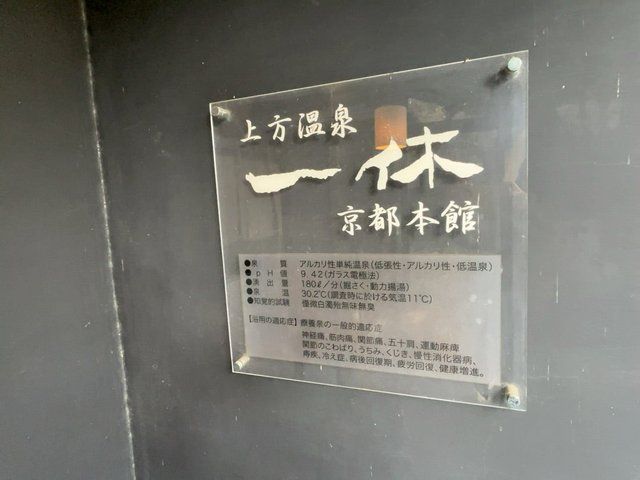 上方温泉
一休
京都本館
●泉 質 アルカリ性単純温泉(低張性・アルカリ性・低温泉)
●pH値 9.42(ガラス電極法)
●湧出量 180ℓ/分(掘さく・動力揚湯)
●泉 温 30.2℃(調査時に於ける気温11℃)
●知覚的試験 僅微白濁殆無味無臭
【浴用の適応症】療養泉の一般的適応症
神経痛、筋肉痛、関節痛、五十肩、運動麻痺
関節のこわばり、うちみ、くじき、慢性消化器病、
痔疾、冷え症、病後回復期、疲労回復、健康増進。